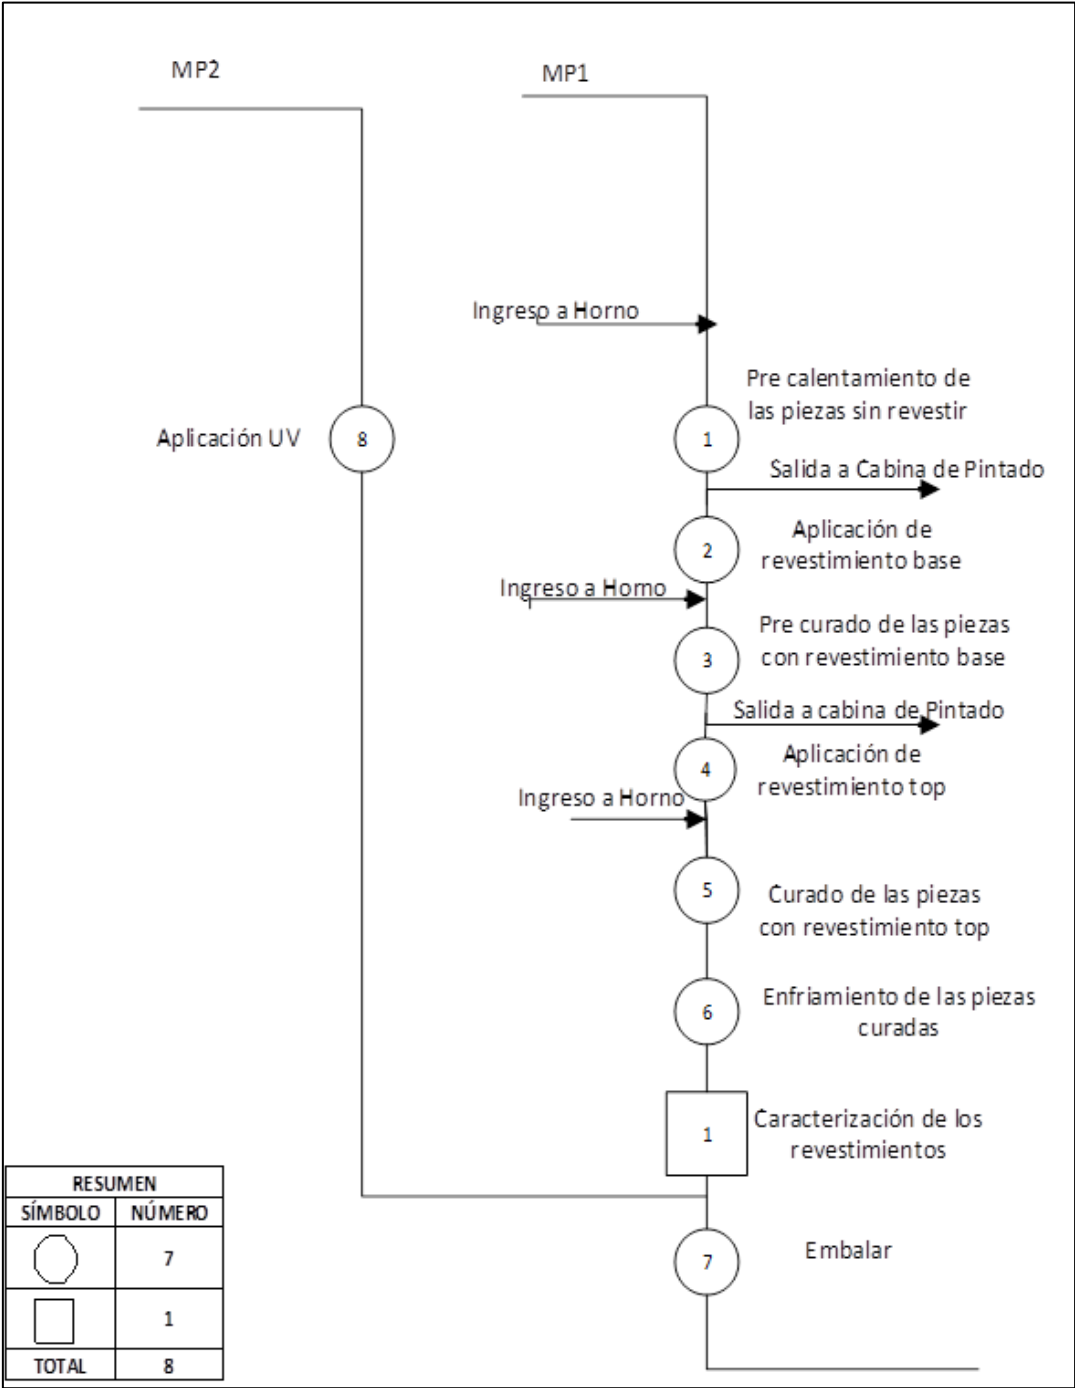 MP2
MP1
Ingreso a Horno
Pre calentamiento de
las piezas sin revestir
Aplicación UV
8
1
Salida a Cabina de Pintado
2
Aplicación de
revestimiento base
Ingreso a Horno
3
Pre curado de las piezas
con revestimiento base
Salida a cabina de Pintado
4
Aplicación de
revestimiento top
Ingreso a Horno
5
Curado de las piezas
con revestimiento top
6
Enfriamiento de las piezas
curadas
1
Caracterización de los
revestimientos
7
Embalar
RESUMEN
SÍMBOLO NÚMERO
7
1
TOTAL 8